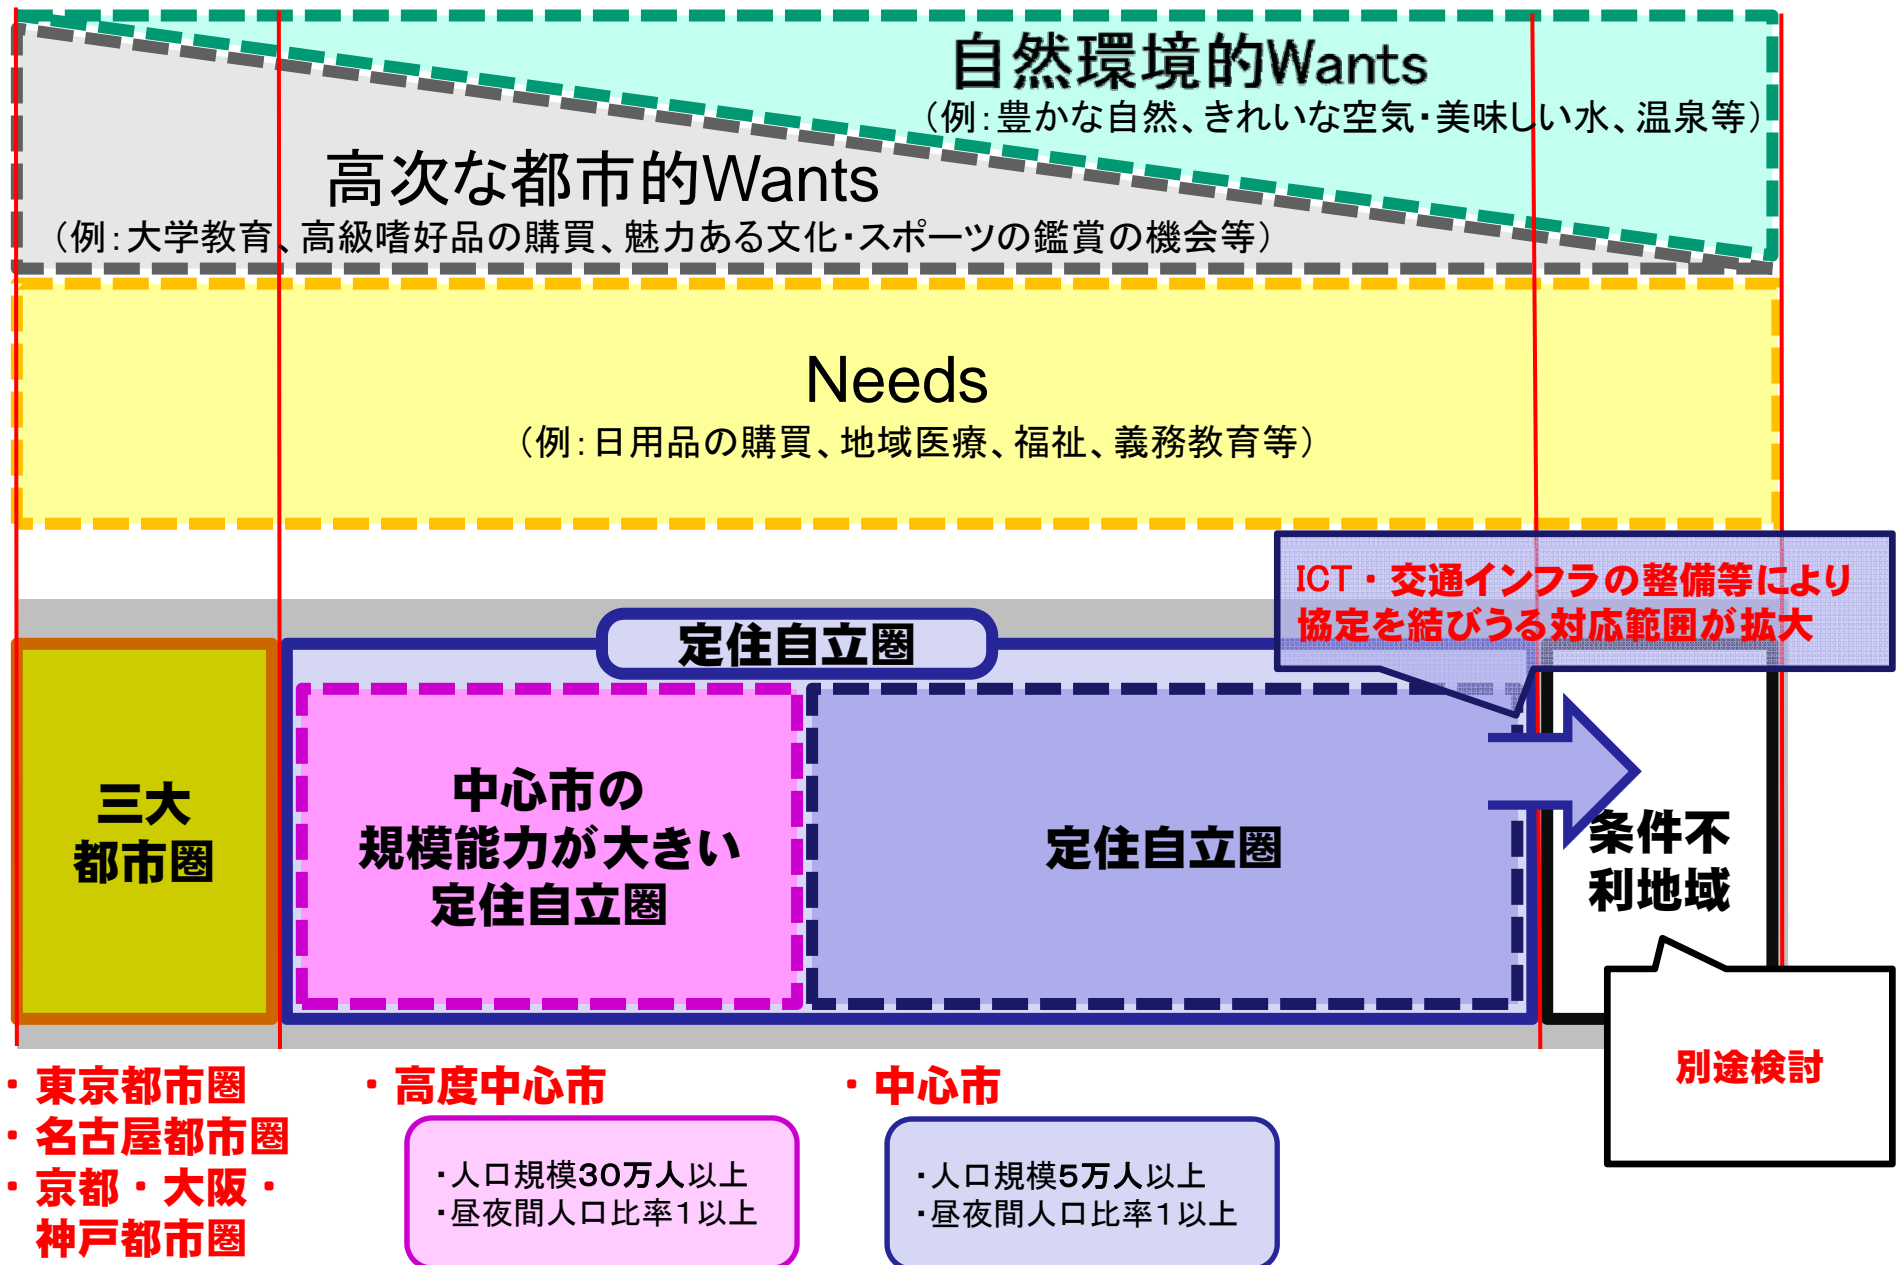 自然環境的Wants
（例：豊かな自然、きれいな空気・美味しい水、温泉等）
高次な都市的Wants
（例：大学教育、高級嗜好品の購買、魅力ある文化・スポーツの鑑賞の機会等）
Needs
（例：日用品の購買、地域医療、福祉、義務教育等）
ICT・交通インフラの整備等により
協定を結びうる対応範囲が拡大
定住自立圏
三大
都市圏
中心市の
規模能力が大きい
定住自立圏
定住自立圏
条件不
利地域
別途検討
・東京都市圏
・名古屋都市圏
・京都・大阪・
神戸都市圏
・高度中心市
・人口規模30万人以上
・昼夜間人口比率1以上
・中心市
・人口規模5万人以上
・昼夜間人口比率1以上